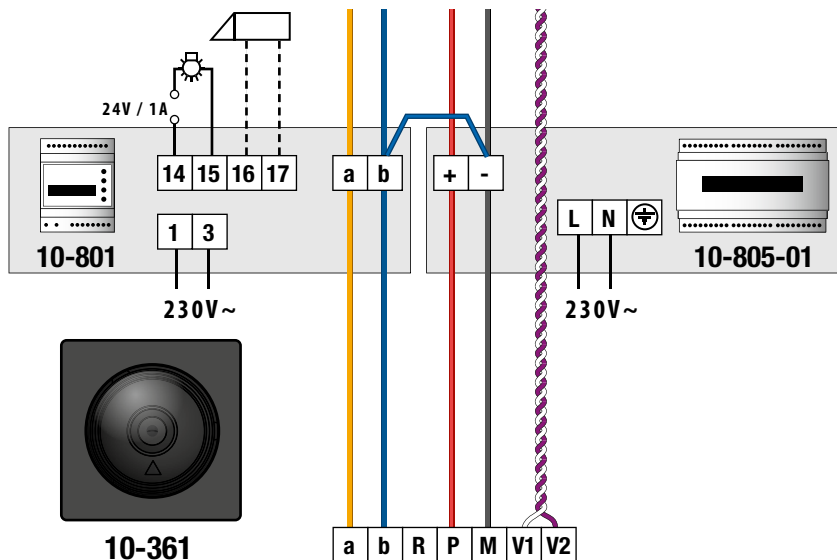 24V / 1A
14 15 16 17
a b
+ -
1 3
L N
10-801
10-805-01
230V~
230V~
10-361
a b R P M V1 V2